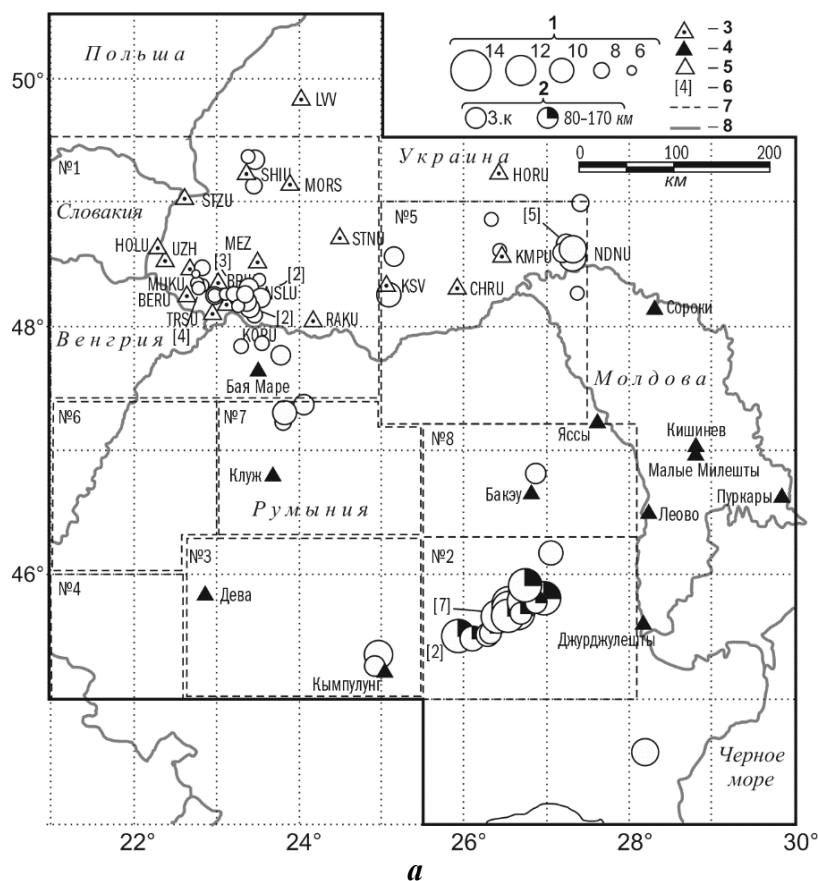 1
14 12 10 8 6
2
З.к 80–170 км
– 3
– 4
– 5
[4] – 6
– 7
– 8
0 100 200
км
50°
48°
46°
22° 24° 26° 28° 30°
Польша
LVV
№1
Украина
HORU
SHIU
MORS
STZU
Словакия
№5
[5]
HOLU
UZH
MEZ
STNU
KMPU
NDNU
[3]
MUKU
BRIU
[2]
NSLU
KSV
CHRU
BERU
Сороки
TRSU
[4]
[2]
RAKU
KORU
Венгрия
Бая Маре
Молдова
№6
№7
№8
Яссы
Кишинев
Малые Милешты
Клуж
Бакэу
Пуркары
Румыния
Леово
№3
№2
№4
Дева
[7]
[2]
Джурджулешты
Кымпулунг
Черное
море
а